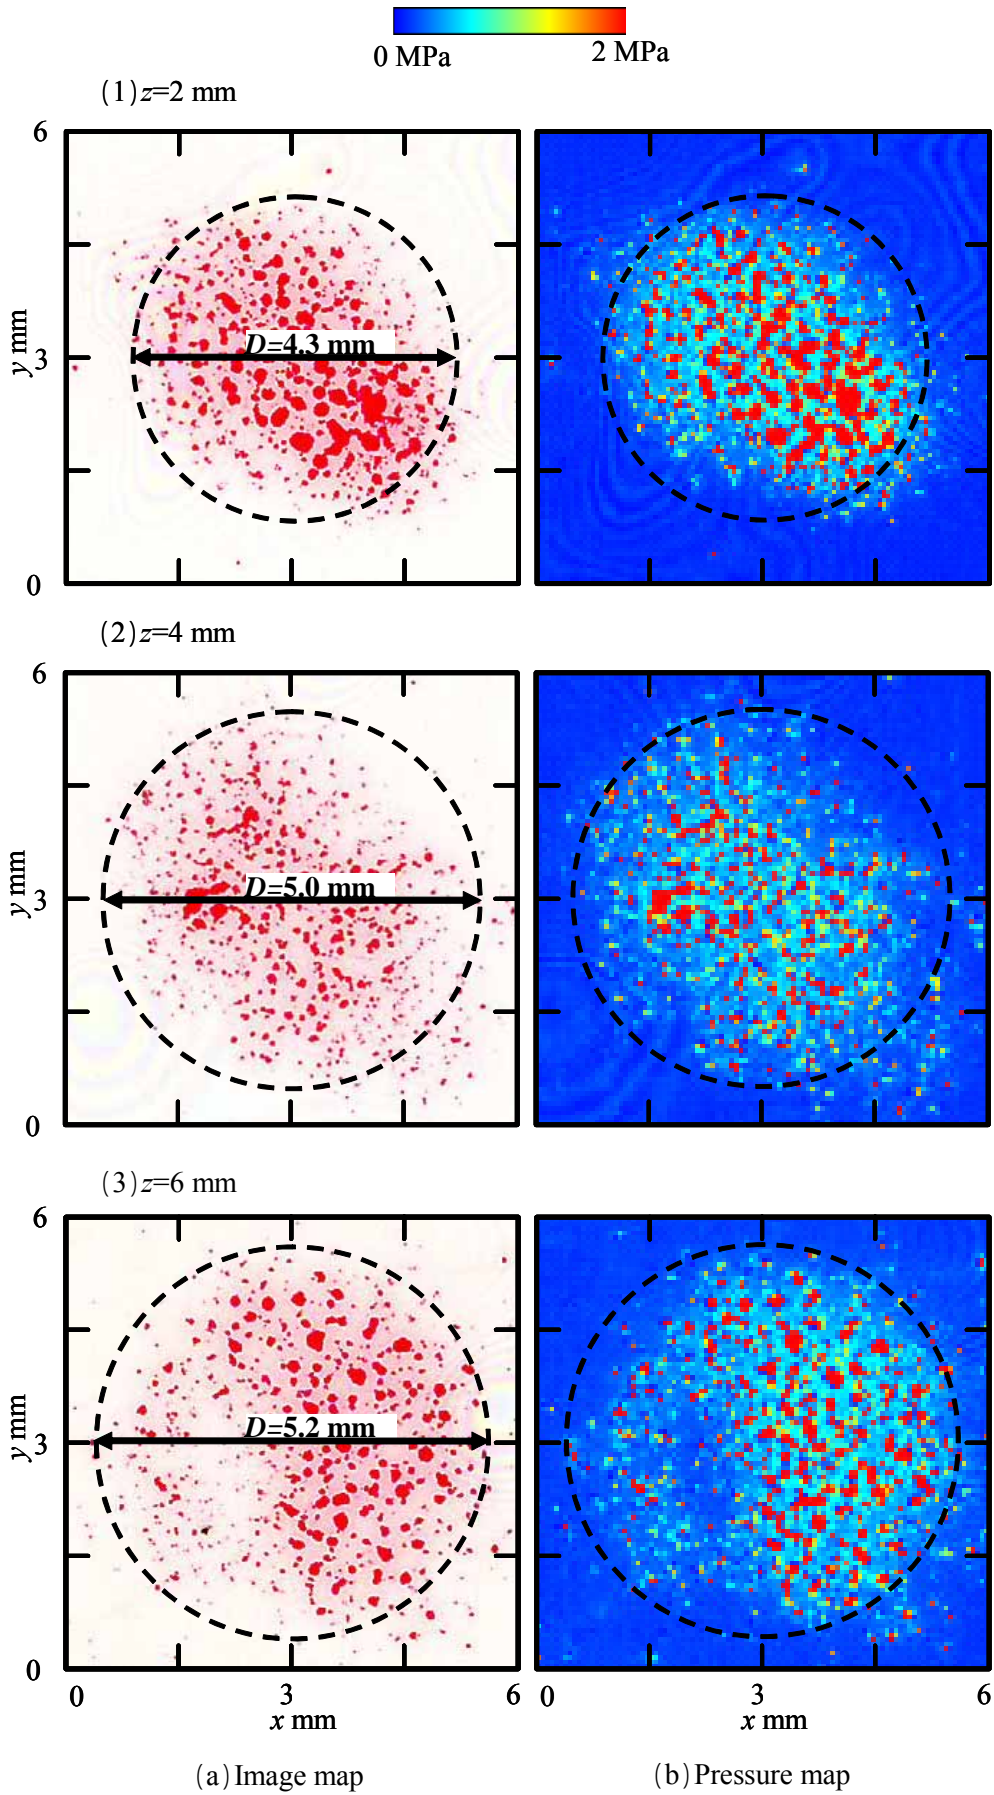 0 MPa 2 MPa
(1) z=2 mm
6
D=4.3 mm
y mm
3
0
(2) z=4 mm
6
D=5.0 mm
y mm
3
0
(3) z=6 mm
6
D=5.2 mm
y mm
3
0
0 3 6 0 3 6
x mm x mm
(a) Image map (b) Pressure map